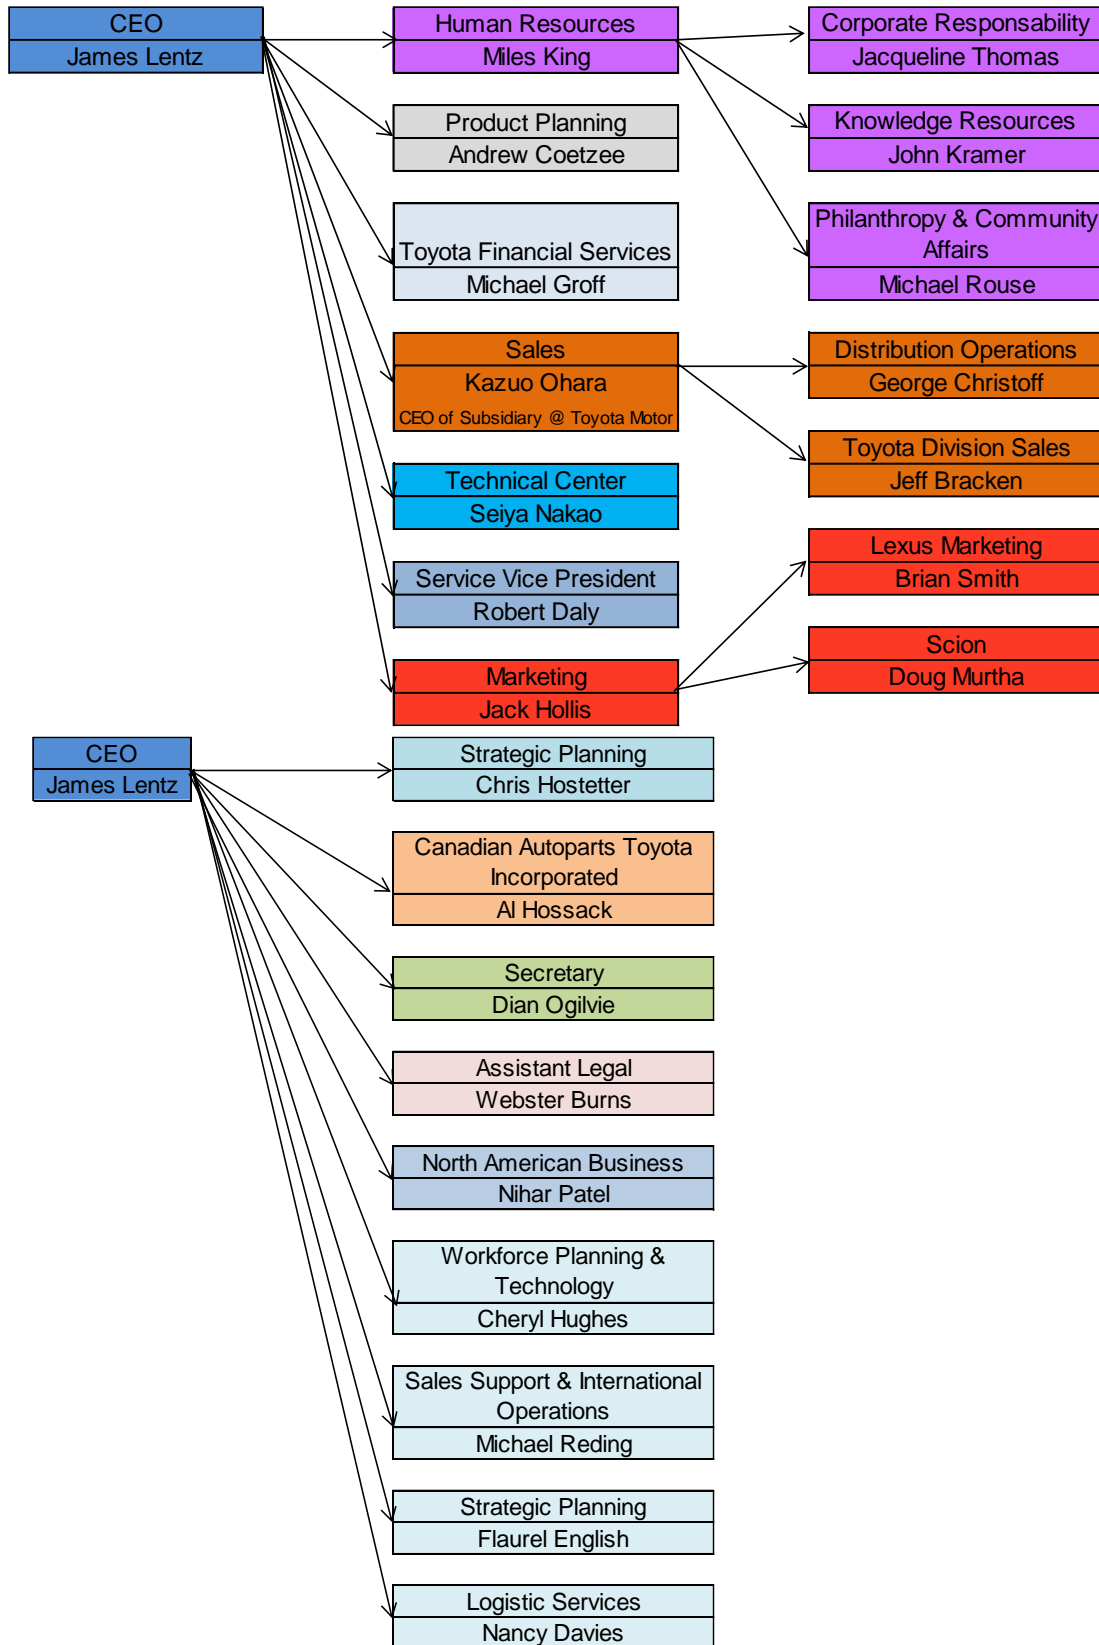 CEO
James Lentz
Human Resources
Miles King
Corporate Responsability
Jacqueline Thomas
Product Planning
Andrew Coetzee
Knowledge Resources
John Kramer
Toyota Financial Services
Michael Groff
Philanthropy & Community
Affairs
Michael Rouse
Sales
Kazuo Ohara
CEO of Subsidiary @ Toyota Motor
Distribution Operations
George Christoff
Toyota Division Sales
Jeff Bracken
Technical Center
Seiya Nakao
Lexus Marketing
Brian Smith
Service Vice President
Robert Daly
Scion
Doug Murtha
Marketing
Jack Hollis
CEO
James Lentz
Strategic Planning
Chris Hostetter
Canadian Autoparts Toyota
Incorporated
Al Hossack
Secretary
Dian Ogilvie
Assistant Legal
Webster Burns
North American Business
Nihar Patel
Workforce Planning &
Technology
Cheryl Hughes
Sales Support & International
Operations
Michael Reding
Strategic Planning
Flaurel English
Logistic Services
Nancy Davies